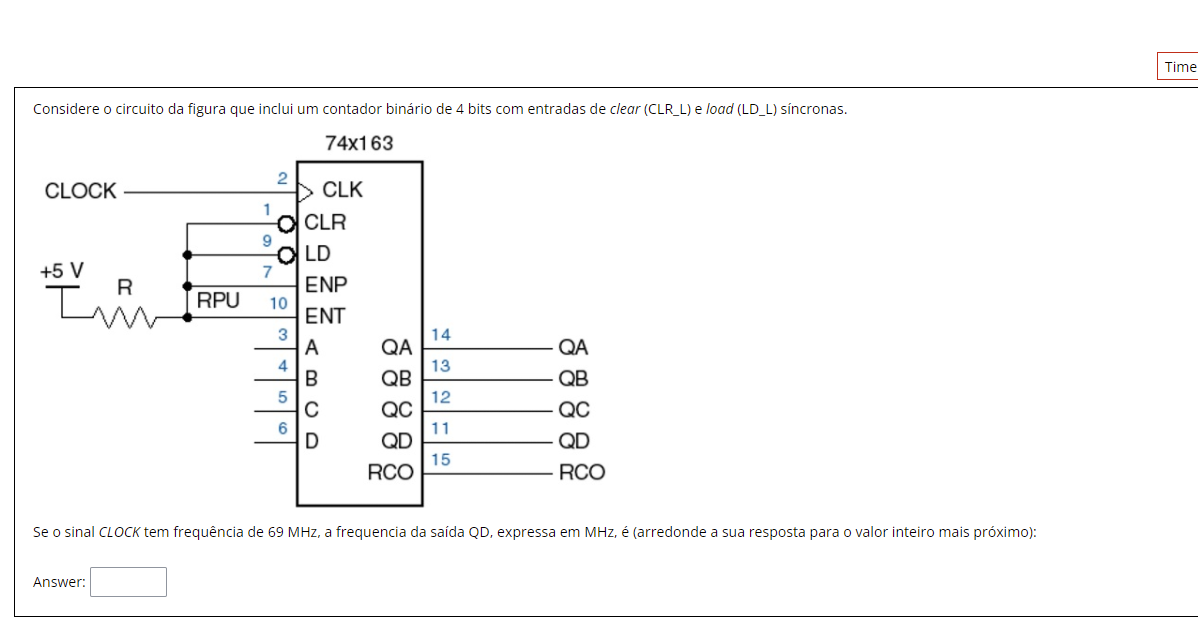 Time
Considere o circuito da figura que inclui um contador binário de 4 bits com entradas de clear (CLR_L) e load (LD_L) síncronas.
74x163
CLOCK
2
CLK
1
CLR
9
LD
+5 V
7
ENP
R
RPU
10
ENT
3
A
QA
14
QA
4
B
QB
13
QB
5
C
QC
12
QC
6
D
QD
11
QD
RCO
15
RCO
Se o sinal CLOCK tem frequência de 69 MHz, a frequencia da saída QD, expressa em MHz, é (arredonde a sua resposta para o valor inteiro mais próximo):
Answer: